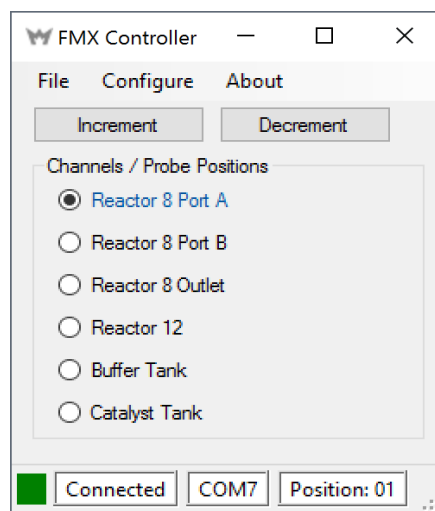 FMX Controller
File Configure About
Increment Decrement
Channels / Probe Positions
Reactor 8 Port A
Reactor 8 Port B
Reactor 8 Outlet
Reactor 12
Buffer Tank
Catalyst Tank
Connected COM7 Position: 01